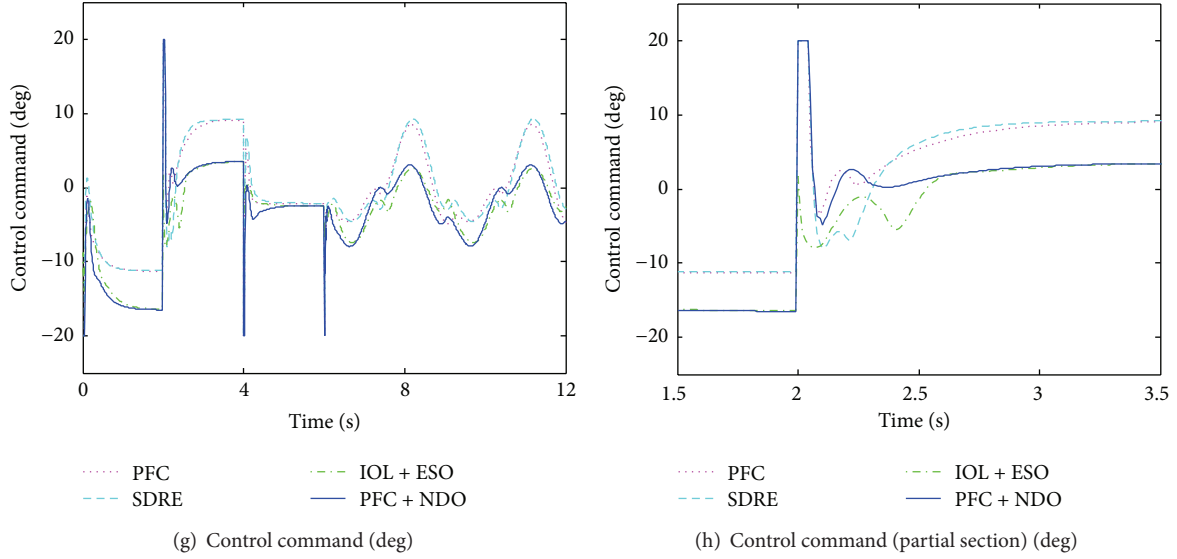 20
10
0
−10
−20
Control command (deg)
0
4
8
12
Time (s)
PFC
SDRE
IOL + ESO
PFC + NDO
(g) Control command (deg)
20
10
0
−10
−20
Control command (deg)
1.5
2
2.5
3
3.5
Time (s)
PFC
SDRE
IOL + ESO
PFC + NDO
(h) Control command (partial section) (deg)